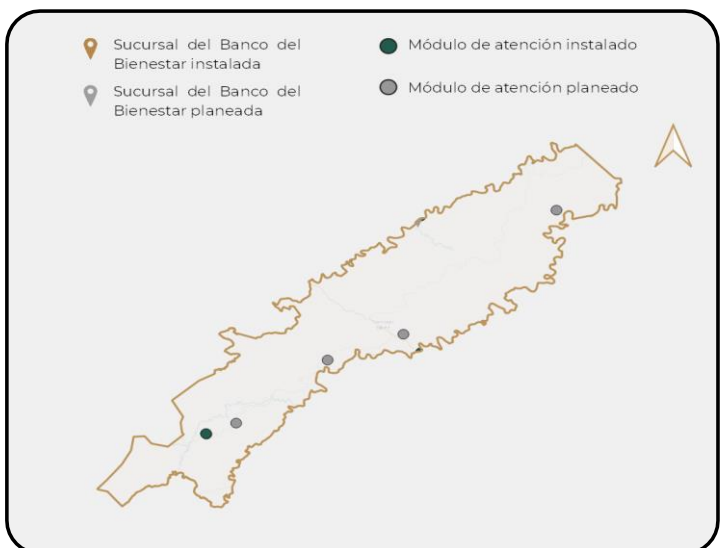 Sucursal del Banco del
Bienestar instalada
Sucursal del Banco del
Bienestar planeada
Módulo de atención instalado
Módulo de atención planeado